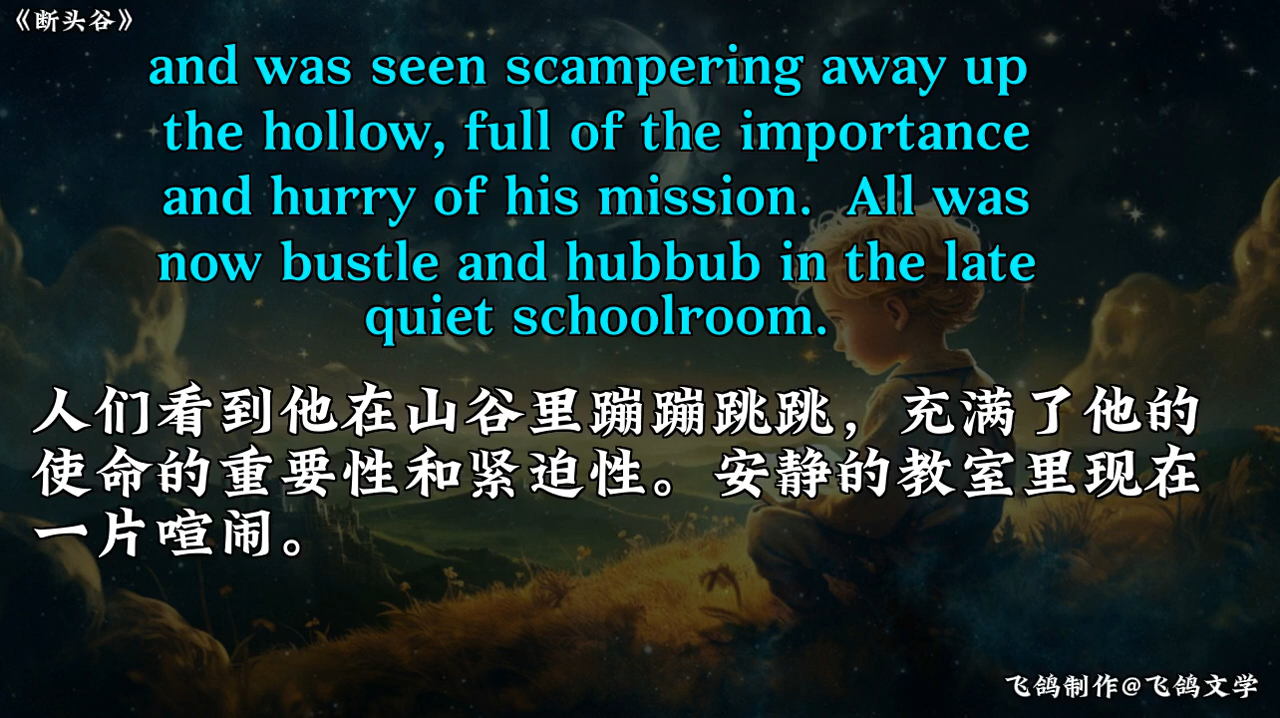 《断头谷》
and was seen scampering away up
the hollow, full of the importance
and hurry of his mission.  All was
now bustle and hubbub in the late
quiet schoolroom.
人们看到他在山谷里蹦蹦跳跳，充满了他的
使命的重要性和紧迫性。安静的教室里现在
一片喧闹。
飞鸽制作@飞鸽文学